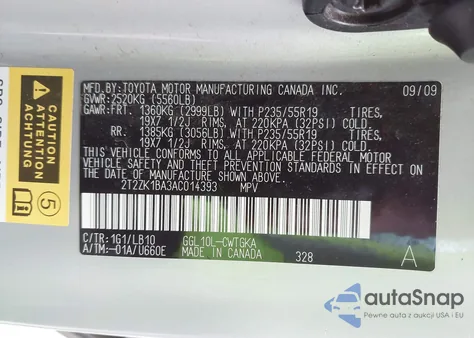 MFD.BY: TOYOTA MOTOR MANUFACTURING CANADA INC. 09/09
GVWR: 2520KG (5560LB)
GAWR:FRT. 1360KG (2999LB) WITH P235/55R19 TIRES,
19X7 1/2J RIMS, AT 220KPA (32PSI) COLD.
RR: 1385KG (3056LB) WITH P235/55R19 TIRES,
19X7 1/2J RIMS, AT 220KPA (32PSI) COLD.
THIS VEHICLE CONFORMS TO ALL APPLICABLE FEDERAL MOTOR
VEHICLE SAFETY AND THEFT PREVENTION STANDARDS IN EFFECT ON
THE DATE OF MANUFACTURE SHOWN ABOVE.
2T2ZK1BA3AC014393 MPV
C/TR: 1G1/LB10 GGL10L-CWTGKA
A/TM:-01A/U660E MADE IN CANADA 328 A
CAUTION
ACHTUNG
ATTENTION
5
autoSnap
Pewne auta z aukcji USA i EU